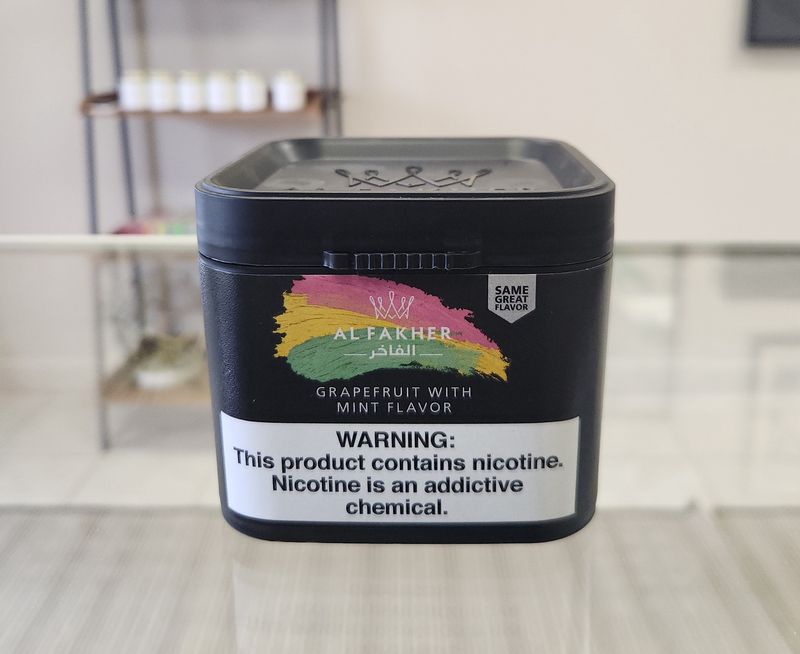 SAME
GREAT
FLAVOR
AL FAKHER
الفاخر
GRAPEFRUIT WITH
MINT FLAVOR
WARNING:
This product contains nicotine.
Nicotine is an addictive
chemical.